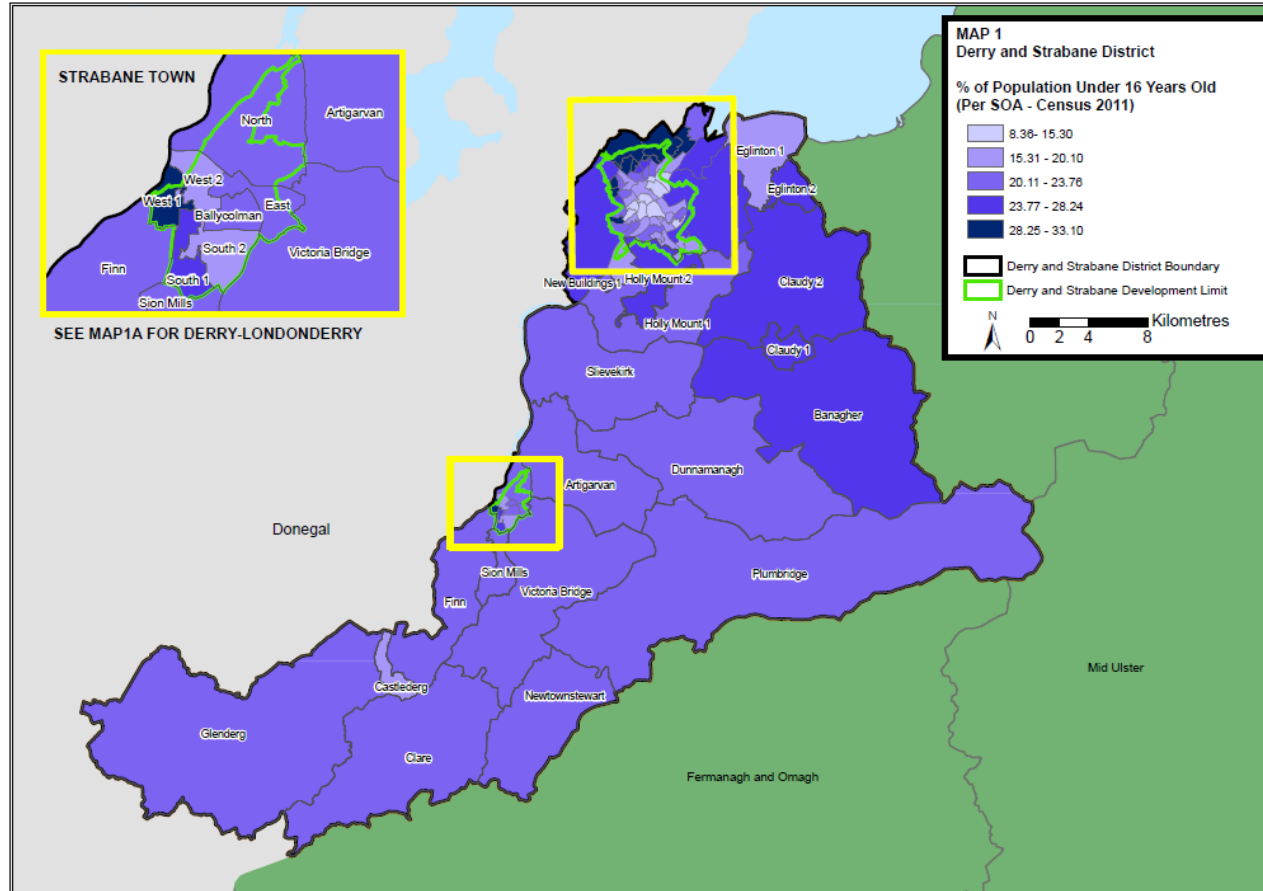 STRABANE TOWN
North
Artigarvan
West 2
West 1
Ballycolman
East
South 2
Victoria Bridge
Finn
South 1
Sion Mills
SEE MAP1A FOR DERRY-LONDONDERRY
MAP 1
Derry and Strabane District
% of Population Under 16 Years Old
(Per SOA - Census 2011)
8.36- 15.30
15.31 - 20.10
20.11 - 23.76
23.77 - 28.24
28.25 - 33.10
Derry and Strabane District Boundary
Derry and Strabane Development Limit
N
Kilometres
0 2 4 8
Eglinton 1
Eglinton 2
New Buildings 1
Holly Mount 2
Claudy 2
Holly Mount 1
Claudy 1
Slievekirk
Banagher
Dunnamanagh
Artigarvan
Donegal
Sion Mills
Plumbridge
Victoria Bridge
Finn
Mid Ulster
Castlederg
Newtownstewart
Glenderg
Clare
Fermanagh and Omagh